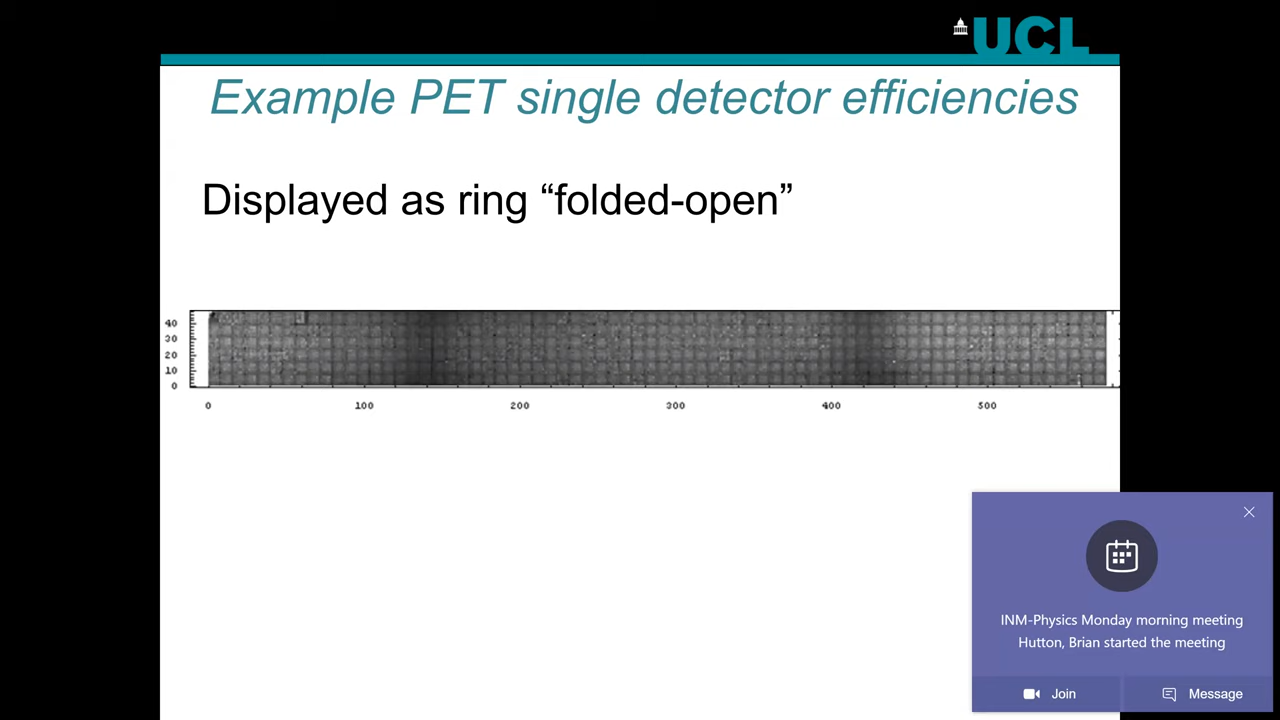 UCL
Example PET single detector efficiencies
Displayed as ring “folded-open”
40
30
20
10
0
0 100 200 300 400 500
INM-Physics Monday morning meeting
Hutton, Brian started the meeting
Join Message